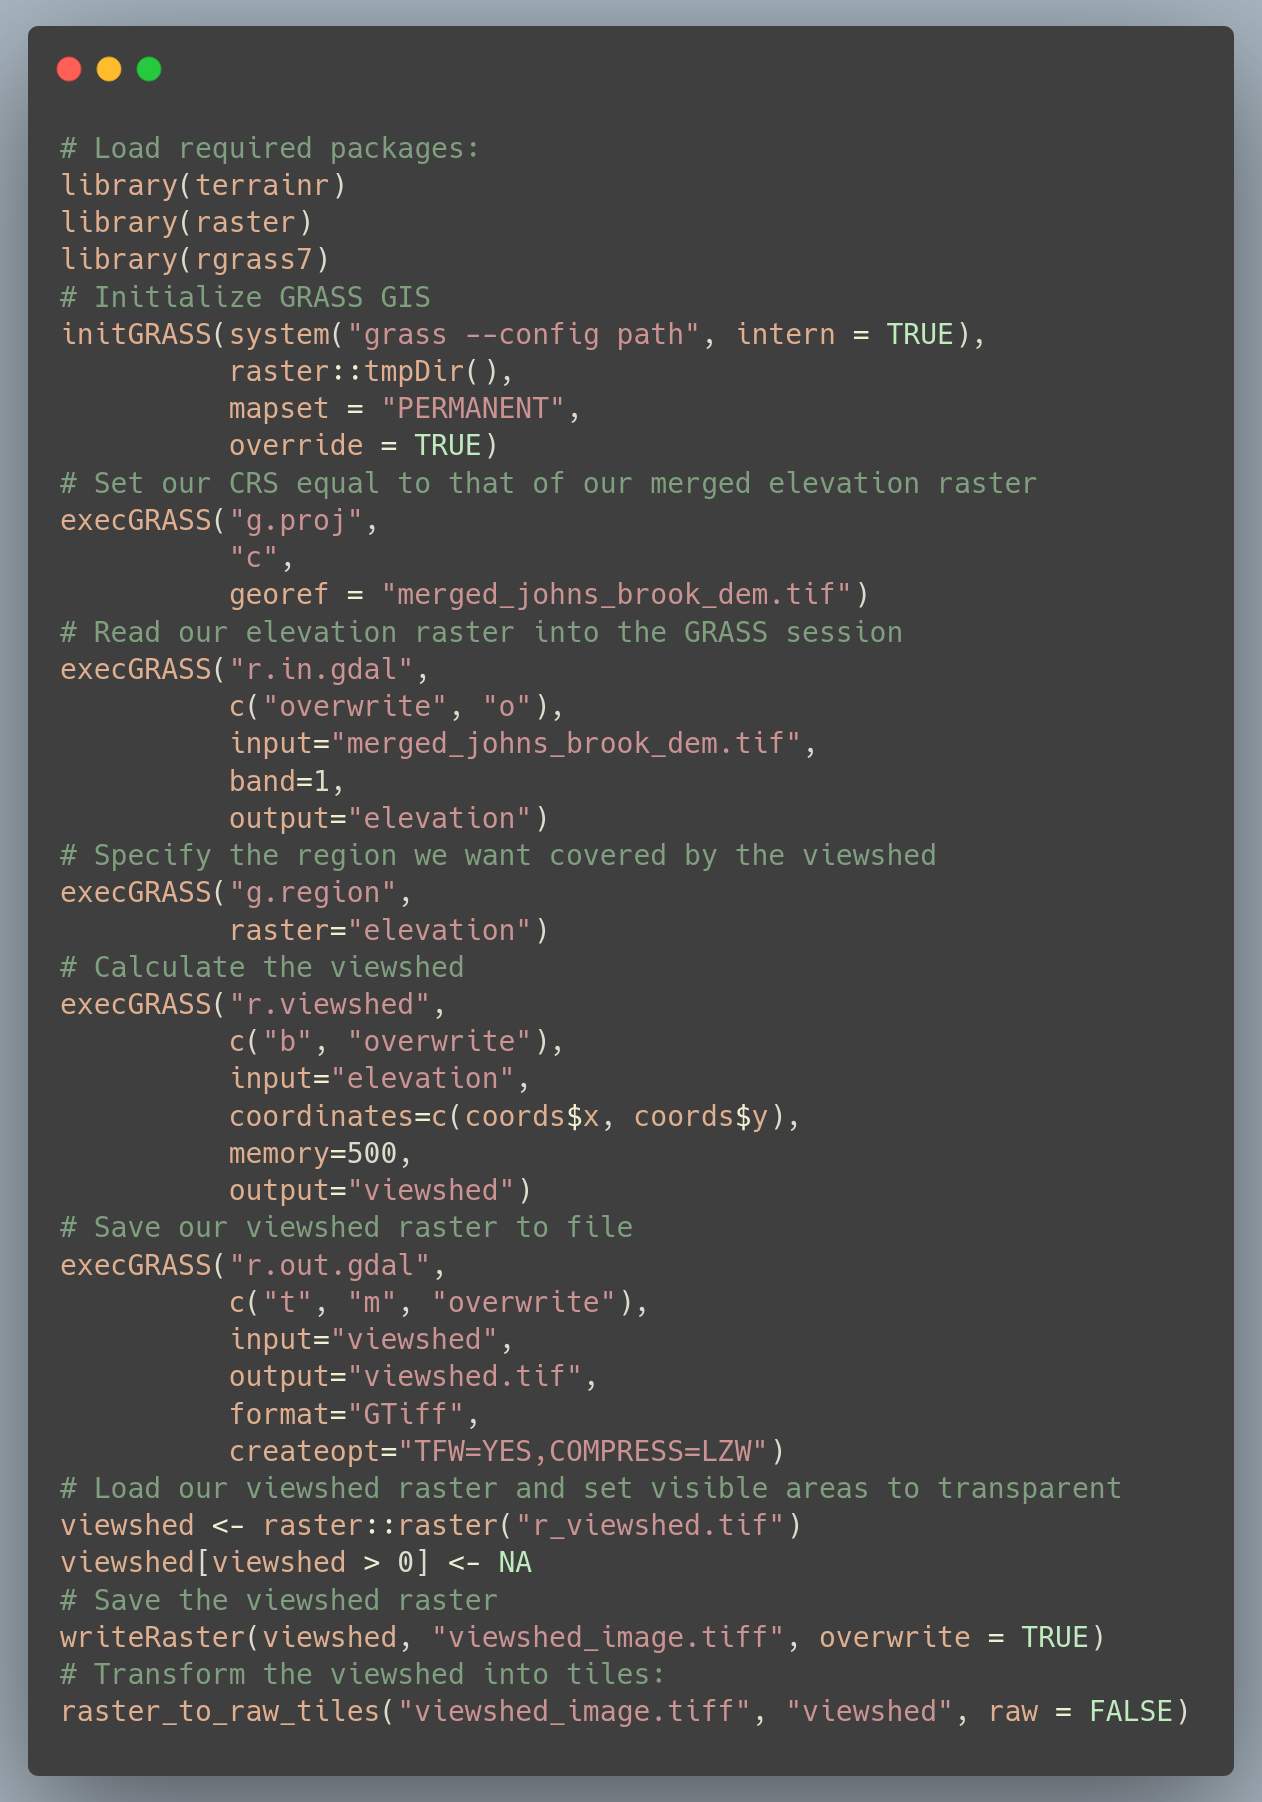 # Load required packages:
library(terrainr)
library(raster)
library(rgrass7)
# Initialize GRASS GIS
initGRASS(system("grass --config path", intern = TRUE),
          raster::tmpDir(),
          mapset = "PERMANENT",
          override = TRUE)
# Set our CRS equal to that of our merged elevation raster
execGRASS("g.proj",
          "c",
          georef = "merged_johns_brook_dem.tif")
# Read our elevation raster into the GRASS session
execGRASS("r.in.gdal",
          c("overwrite", "o"),
          input="merged_johns_brook_dem.tif",
          band=1,
          output="elevation")
# Specify the region we want covered by the viewshed
execGRASS("g.region",
          raster="elevation")
# Calculate the viewshed
execGRASS("r.viewshed",
          c("b", "overwrite"),
          input="elevation",
          coordinates=c(coords$x, coords$y),
          memory=500,
          output="viewshed")
# Save our viewshed raster to file
execGRASS("r.out.gdal",
          c("t", "m", "overwrite"),
          input="viewshed",
          output="viewshed.tif",
          format="GTiff",
          createopt="TFW=YES,COMPRESS=LZW")
# Load our viewshed raster and set visible areas to transparent
viewshed <- raster::raster("r_viewshed.tif")
viewshed[viewshed > 0] <- NA
# Save the viewshed raster
writeRaster(viewshed, "viewshed_image.tiff", overwrite = TRUE)
# Transform the viewshed into tiles:
raster_to_raw_tiles("viewshed_image.tiff", "viewshed", raw = FALSE)